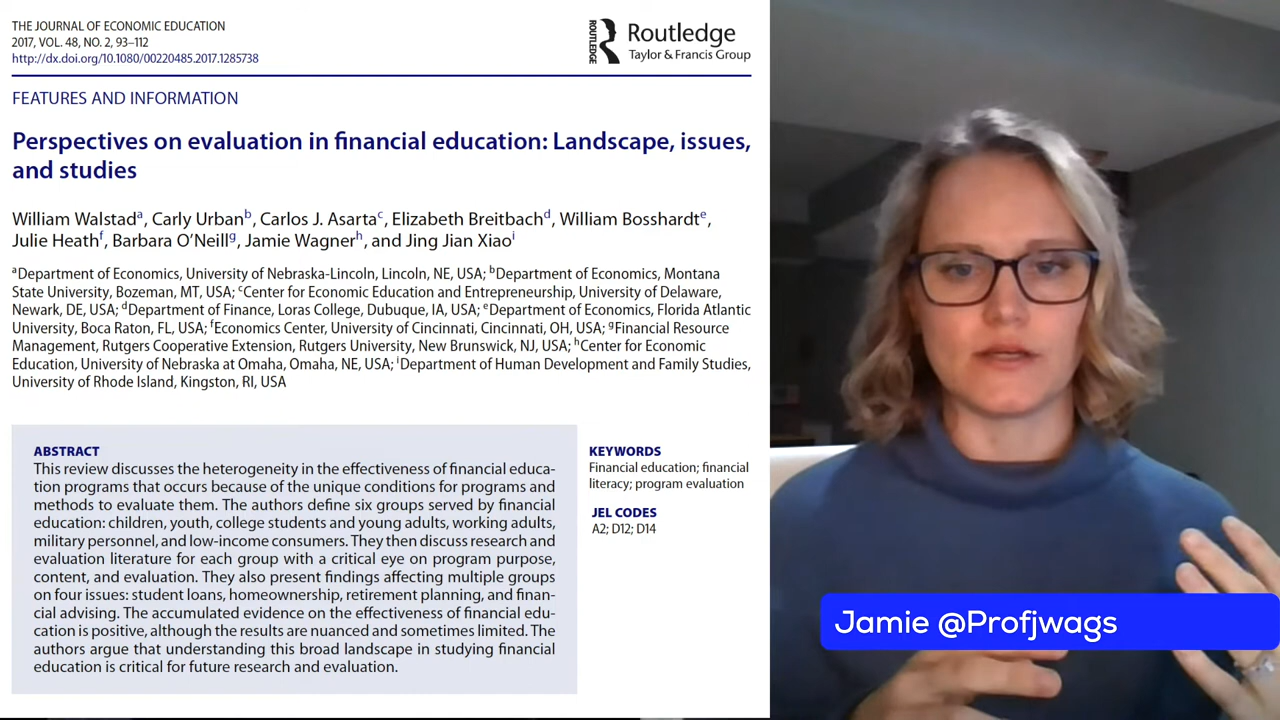 THE JOURNAL OF ECONOMIC EDUCATION
2017, VOL. 48, NO. 2, 93–112
http://dx.doi.org/10.1080/00220485.2017.1285738
ROUTLEDGE
Routledge
Taylor & Francis Group
FEATURES AND INFORMATION
Perspectives on evaluation in financial education: Landscape, issues,
and studies
William Walstadᵃ, Carly Urbanᵇ, Carlos J. Asartaᶜ, Elizabeth Breitbachᵈ, William Bosshardtᵉ,
Julie Heathᶠ, Barbara O’Neillᵍ, Jamie Wagnerʰ, and Jing Jian Xiaoⁱ
ᵃDepartment of Economics, University of Nebraska-Lincoln, Lincoln, NE, USA; ᵇDepartment of Economics, Montana
State University, Bozeman, MT, USA; ᶜCenter for Economic Education and Entrepreneurship, University of Delaware,
Newark, DE, USA; ᵈDepartment of Finance, Loras College, Dubuque, IA, USA; ᵉDepartment of Economics, Florida Atlantic
University, Boca Raton, FL, USA; ᶠEconomics Center, University of Cincinnati, Cincinnati, OH, USA; ᵍFinancial Resource
Management, Rutgers Cooperative Extension, Rutgers University, New Brunswick, NJ, USA; ʰCenter for Economic
Education, University of Nebraska at Omaha, Omaha, NE, USA; ⁱDepartment of Human Development and Family Studies,
University of Rhode Island, Kingston, RI, USA
ABSTRACT
This review discusses the heterogeneity in the effectiveness of financial educa-
tion programs that occurs because of the unique conditions for programs and
methods to evaluate them. The authors define six groups served by financial
education: children, youth, college students and young adults, working adults,
military personnel, and low-income consumers. They then discuss research and
evaluation literature for each group with a critical eye on program purpose,
content, and evaluation. They also present findings affecting multiple groups
on four issues: student loans, homeownership, retirement planning, and finan-
cial advising. The accumulated evidence on the effectiveness of financial edu-
cation is positive, although the results are nuanced and sometimes limited. The
authors argue that understanding this broad landscape in studying financial
education is critical for future research and evaluation.
KEYWORDS
Financial education; financial
literacy; program evaluation
JEL CODES
A2; D12; D14
Jamie @Profjwags